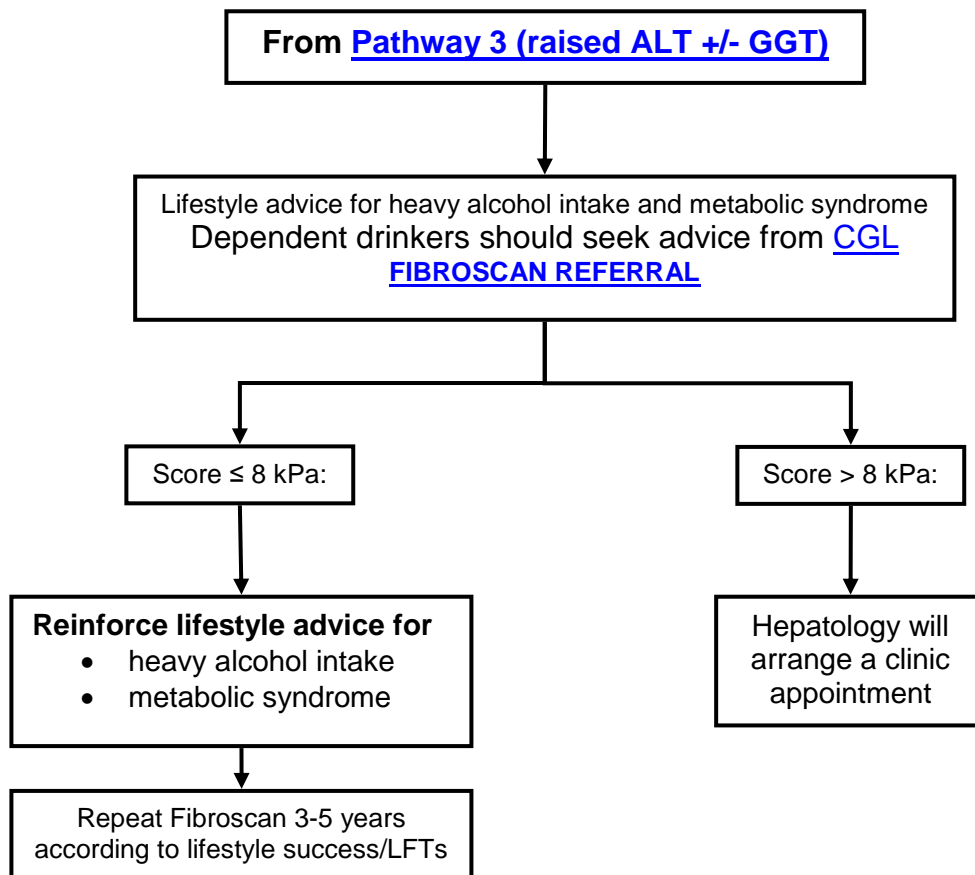 From Pathway 3 (raised ALT +/- GGT)
Lifestyle advice for heavy alcohol intake and metabolic syndrome
Dependent drinkers should seek advice from CGL
FIBROSCAN REFERRAL
Score ≤ 8 kPa:
Score > 8 kPa:
Reinforce lifestyle advice for
• heavy alcohol intake
• metabolic syndrome
Hepatology will
arrange a clinic
appointment
Repeat Fibroscan 3-5 years
according to lifestyle success/LFTs